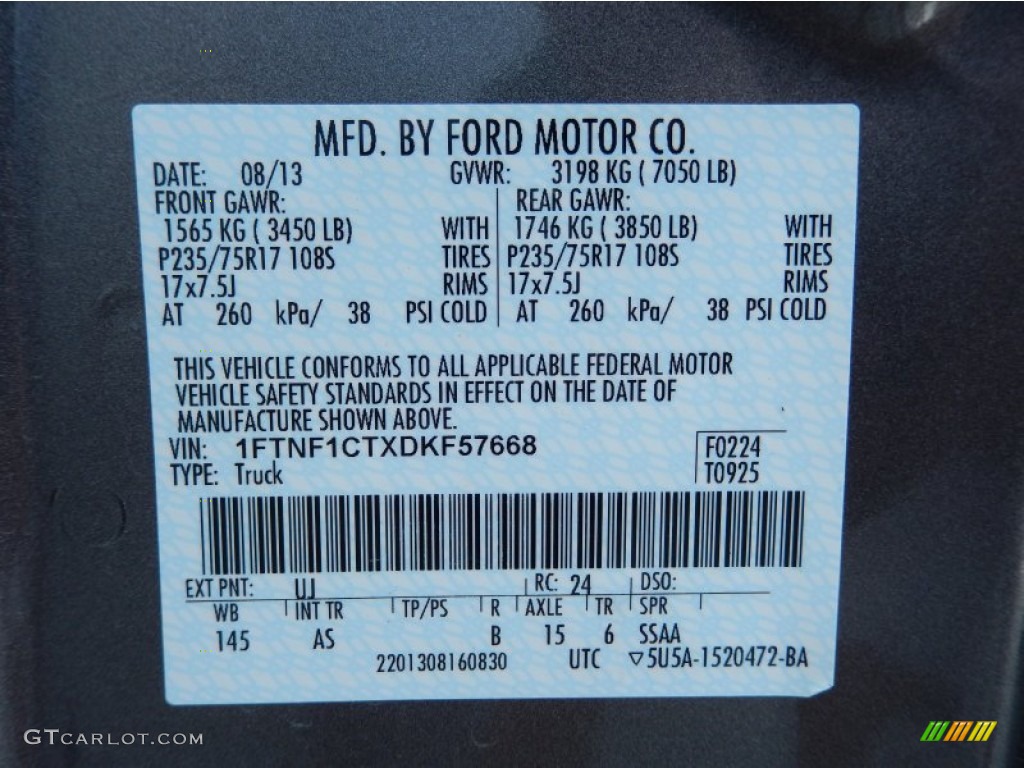 MFD. BY FORD MOTOR CO.
DATE: 08/13 GVWR: 3198 KG ( 7050 LB)
FRONT GAWR: REAR GAWR:
1565 KG ( 3450 LB) WITH 1746 KG ( 3850 LB) WITH
P235/75R17 108S TIRES P235/75R17 108S TIRES
17x7.5J RIMS 17x7.5J RIMS
AT 260 kPa/ 38 PSI COLD AT 260 kPa/ 38 PSI COLD
THIS VEHICLE CONFORMS TO ALL APPLICABLE FEDERAL MOTOR
VEHICLE SAFETY STANDARDS IN EFFECT ON THE DATE OF
MANUFACTURE SHOWN ABOVE.
VIN: 1FTNF1CTXDKF57668 F0224
TYPE: Truck T0925
EXT PNT: UJ RC: 24 DSO:
WB INT TR TP/PS R AXLE TR SPR
145 AS B 15 6 SSAA
2201308160830 UTC ▽5U5A-1520472-BA
GTCARLOT.COM